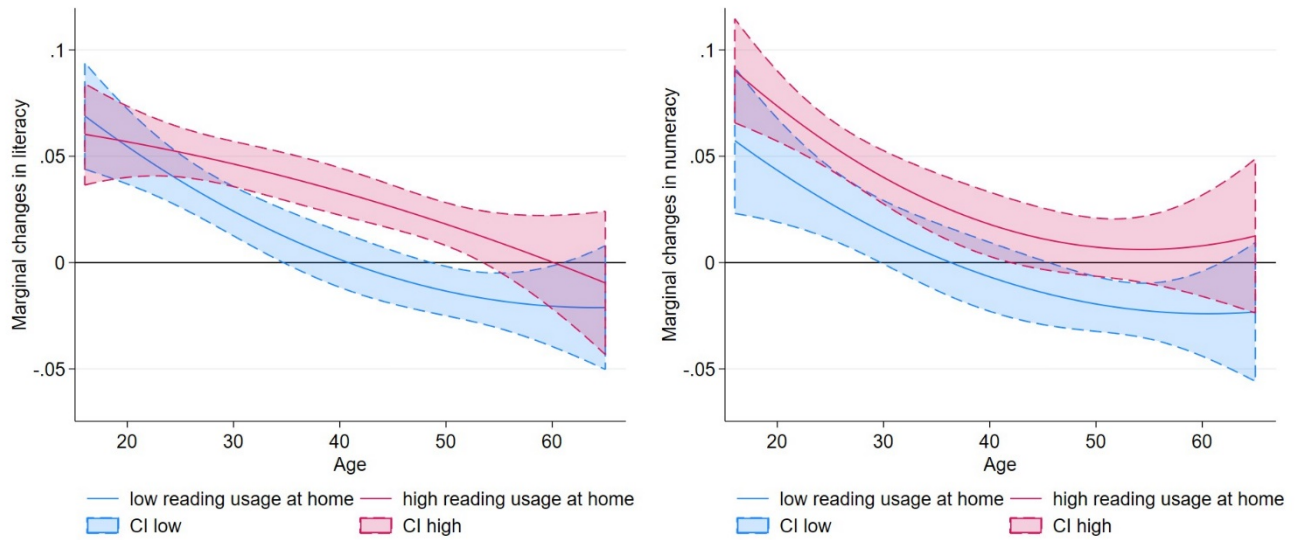 Marginal changes in literacy
.1
.05
0
-.05
20 30 40 50 60
Age
low reading usage at home high reading usage at home
CI low CI high
Marginal changes in numeracy
.1
.05
0
-.05
20 30 40 50 60
Age
low reading usage at home high reading usage at home
CI low CI high